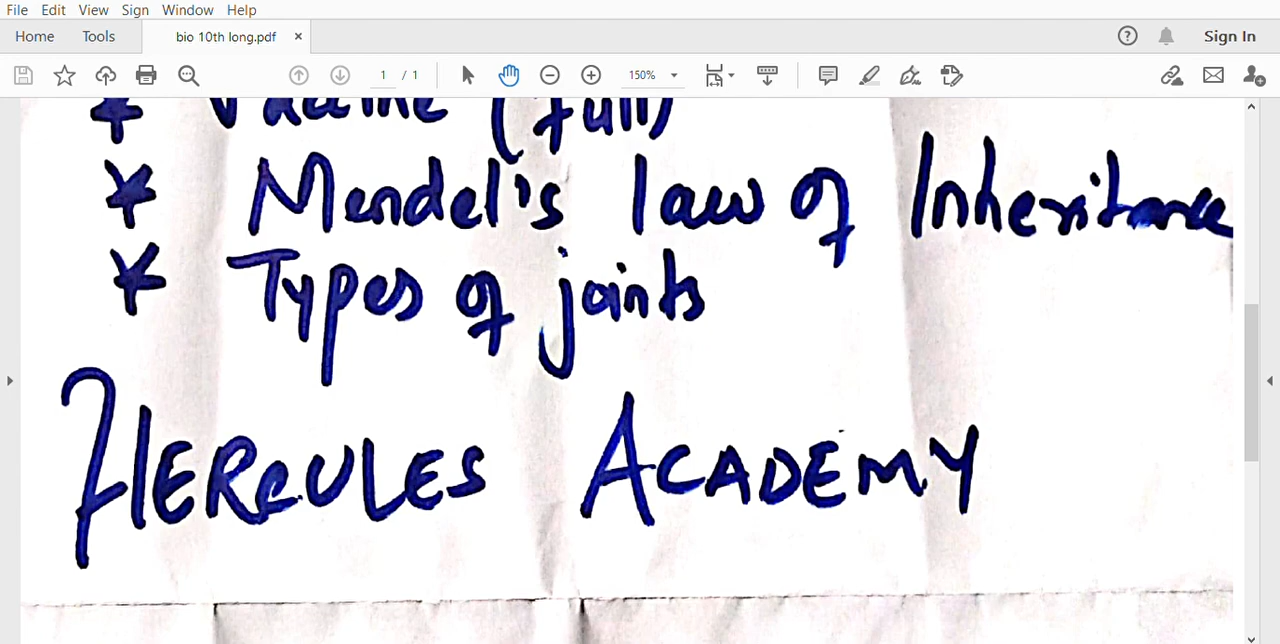 File Edit View Sign Window Help
Home Tools bio 10th long.pdf × ? Sign In
1 / 1 150%
* Vaccine (full)
* Mendel's law of Inheritance
* Types of joints
HERCULES ACADEMY